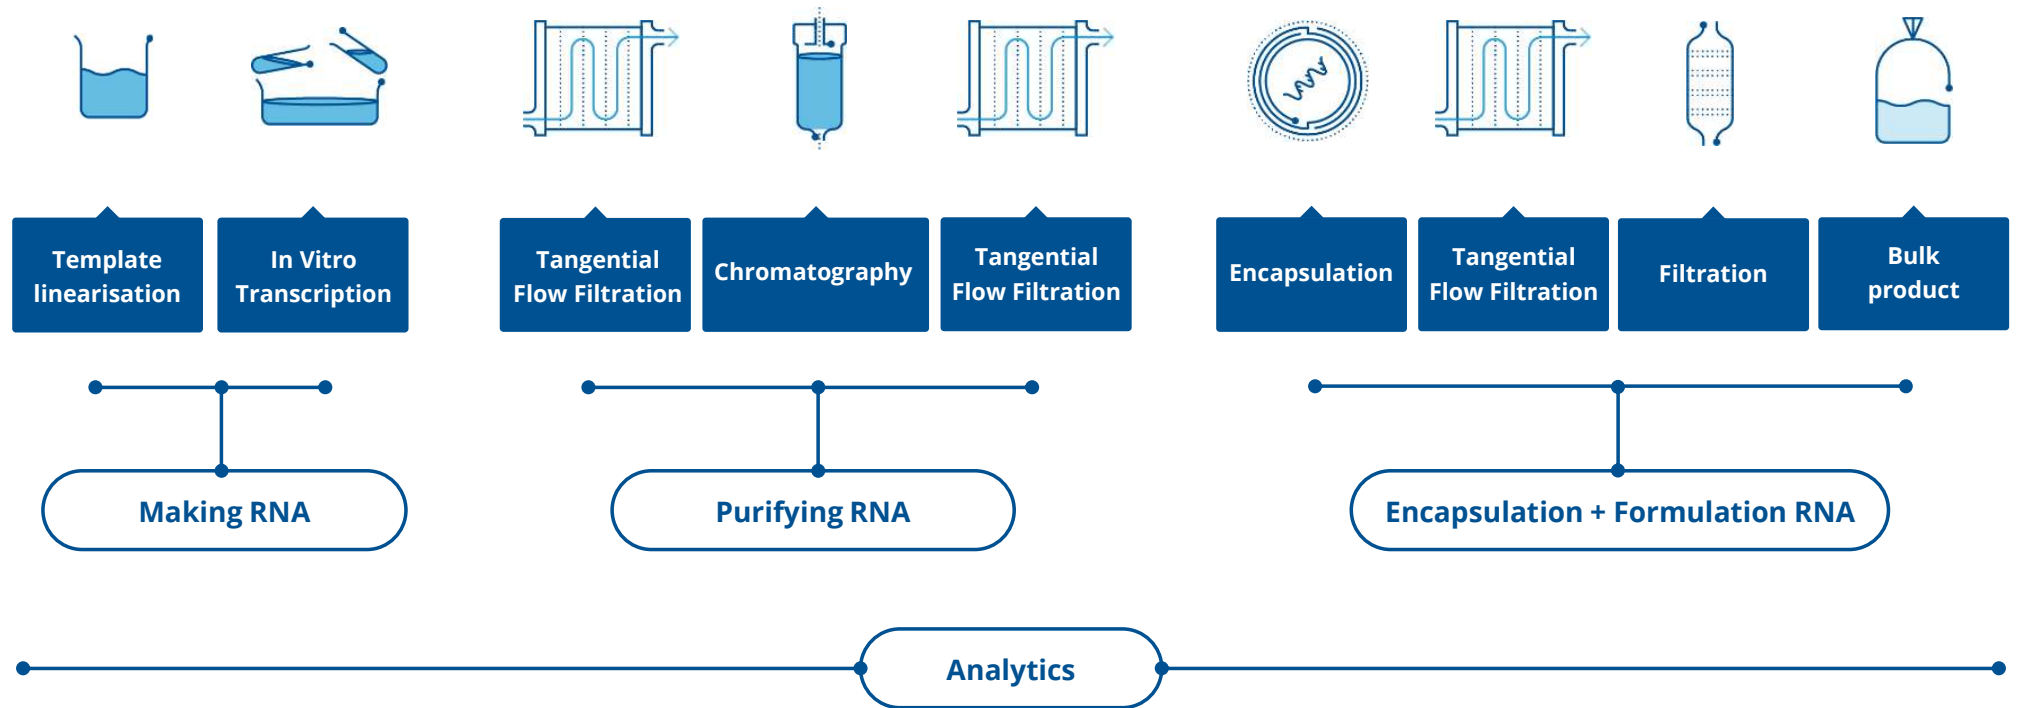 Template
linearisation
In Vitro
Transcription
Tangential
Flow Filtration
Chromatography
Tangential
Flow Filtration
Encapsulation
Tangential
Flow Filtration
Filtration
Bulk
product
Making RNA
Purifying RNA
Encapsulation + Formulation RNA
Analytics